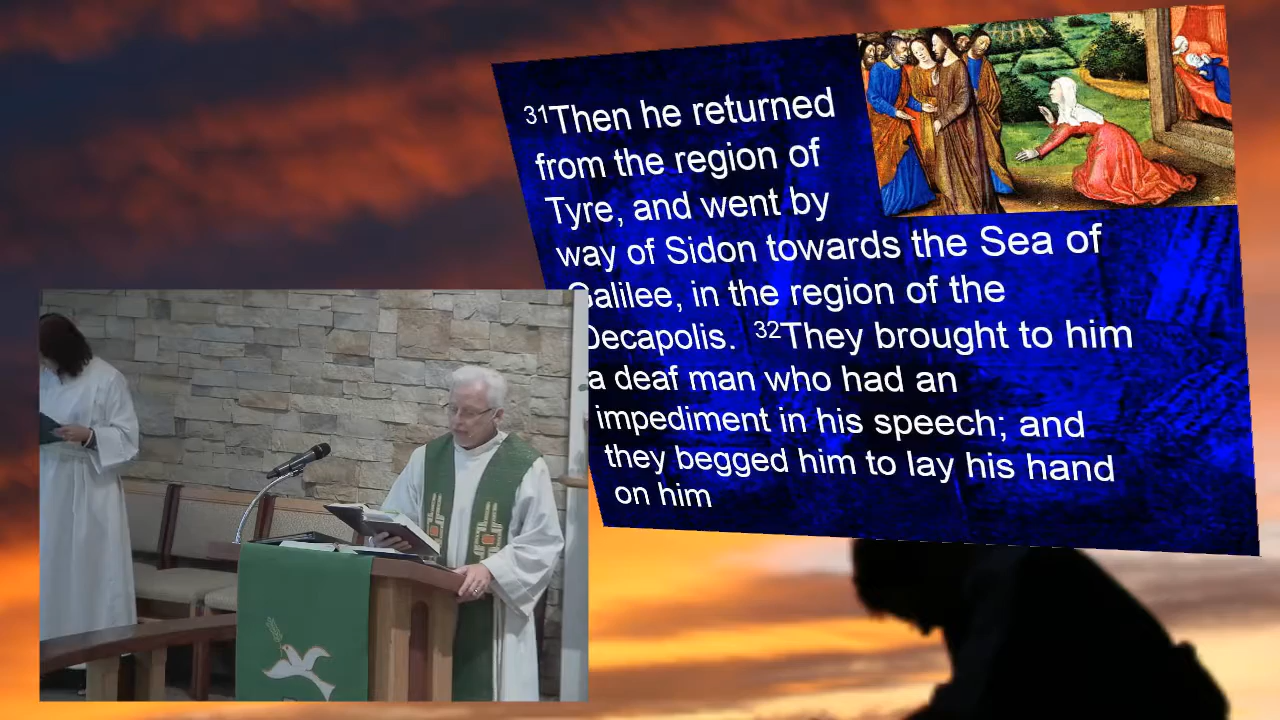 31Then he returned
from the region of
Tyre, and went by
way of Sidon towards the Sea of
Galilee, in the region of the
Decapolis. 32They brought to him
a deaf man who had an
impediment in his speech; and
they begged him to lay his hand
on him